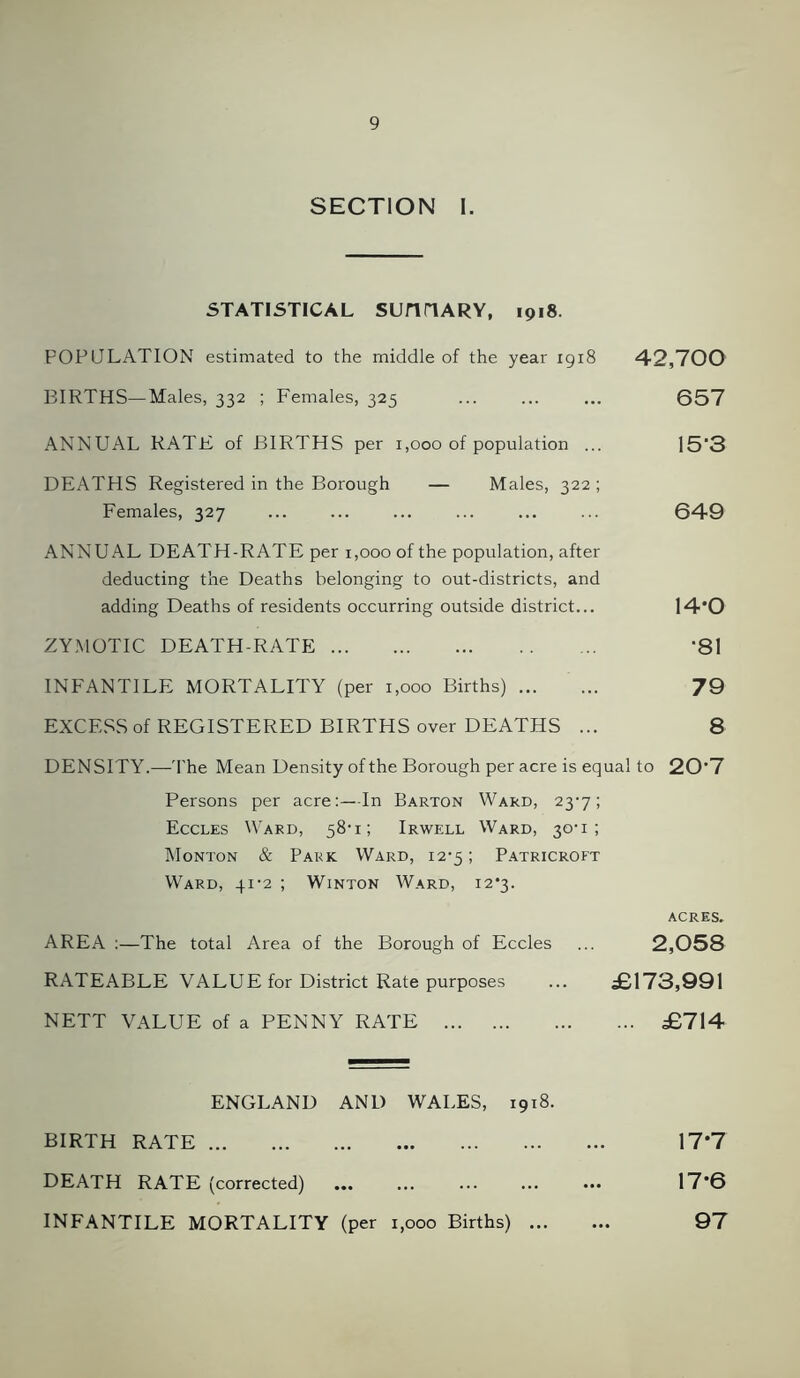 9
SECTION I.
STATISTICAL SUMMARY, 1918.
POPULATION estimated to the middle of the year 1918 42,700
BIRTHS—Males, 332 ; Females, 325 ... ... ... 657
ANNUAL RATE of BIRTHS per 1,000 of population ... 15·3
DEATHS Registered in the Borough — Males, 322 ;
Females, 327 ... ... ... ... ... ... 649
ANNUAL DEATH-RATE per 1,000 of the population, after
deducting the Deaths belonging to out-districts, and
adding Deaths of residents occurring outside district... 14·0
ZYMOTIC DEATH-RATE ... ... ... .. ... ·81
INFANTILE MORTALITY (per 1,000 Births) ... ... 79
EXCESS of REGISTERED BIRTHS over DEATHS ... 8
DENSITY.—The Mean Density of the Borough per acre is equal to 20·7
Persons per acre:—In BARTON WARD, 23·7;
ECCLES WARD, 58·1; IRWELL WARD, 30·1 ;
MONTON & PARK WARD, 12·5 ; PATRICROFT
WARD, 41·2 ; WINTON WARD, 12·3.
ACRES.
AREA :—The total Area of the Borough of Eccles ... 2,058
RATEABLE VALUE for District Rate purposes ... £173,991
NETT VALUE of a PENNY RATE ... ... ... ... £714
ENGLAND AND WALES, 1918.
BIRTH RATE ... ... ... ... ... ... ... 17·7
DEATH RATE (corrected) ... ... ... ... ... 17·6
INFANTILE MORTALITY (per 1,000 Births) ... ... 97